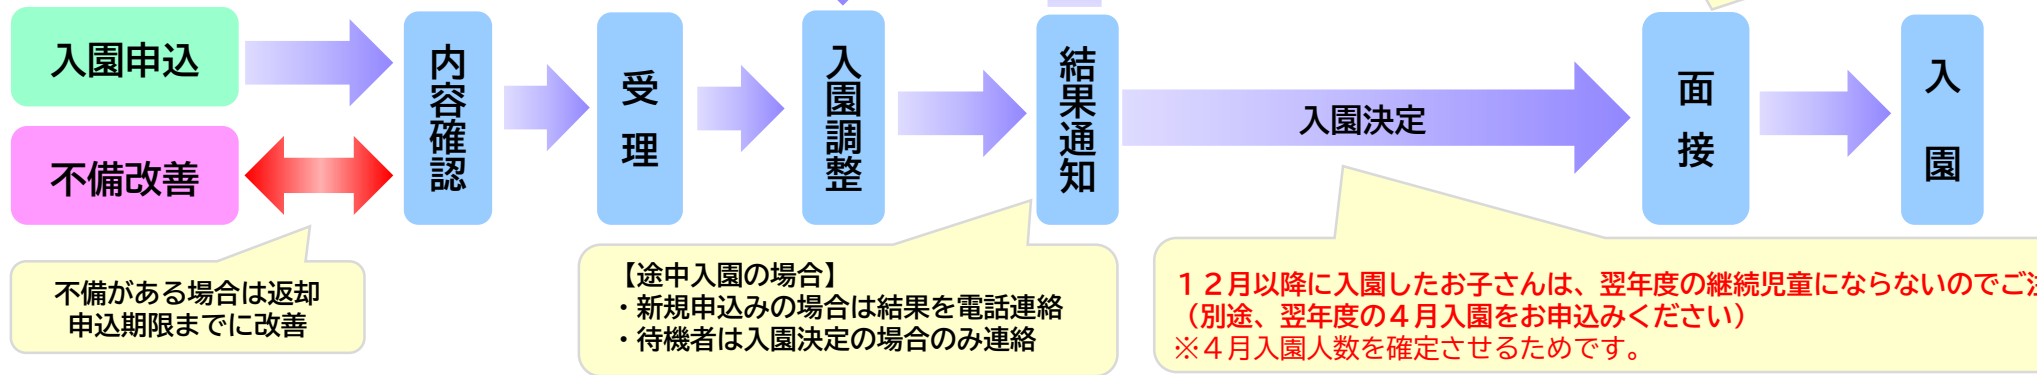 入園申込
不備改善
内容確認
受理
入園調整
結果通知
入園決定
面接
入園
不備がある場合は返却
申込期限までに改善
【途中入園の場合】
・新規申込みの場合は結果を電話連絡
・待機者は入園決定の場合のみ連絡
１２月以降に入園したお子さんは、翌年度の継続児童にならないのでご
（別途、翌年度の４月入園をお申込みください）
※４月入園人数を確定させるためです。